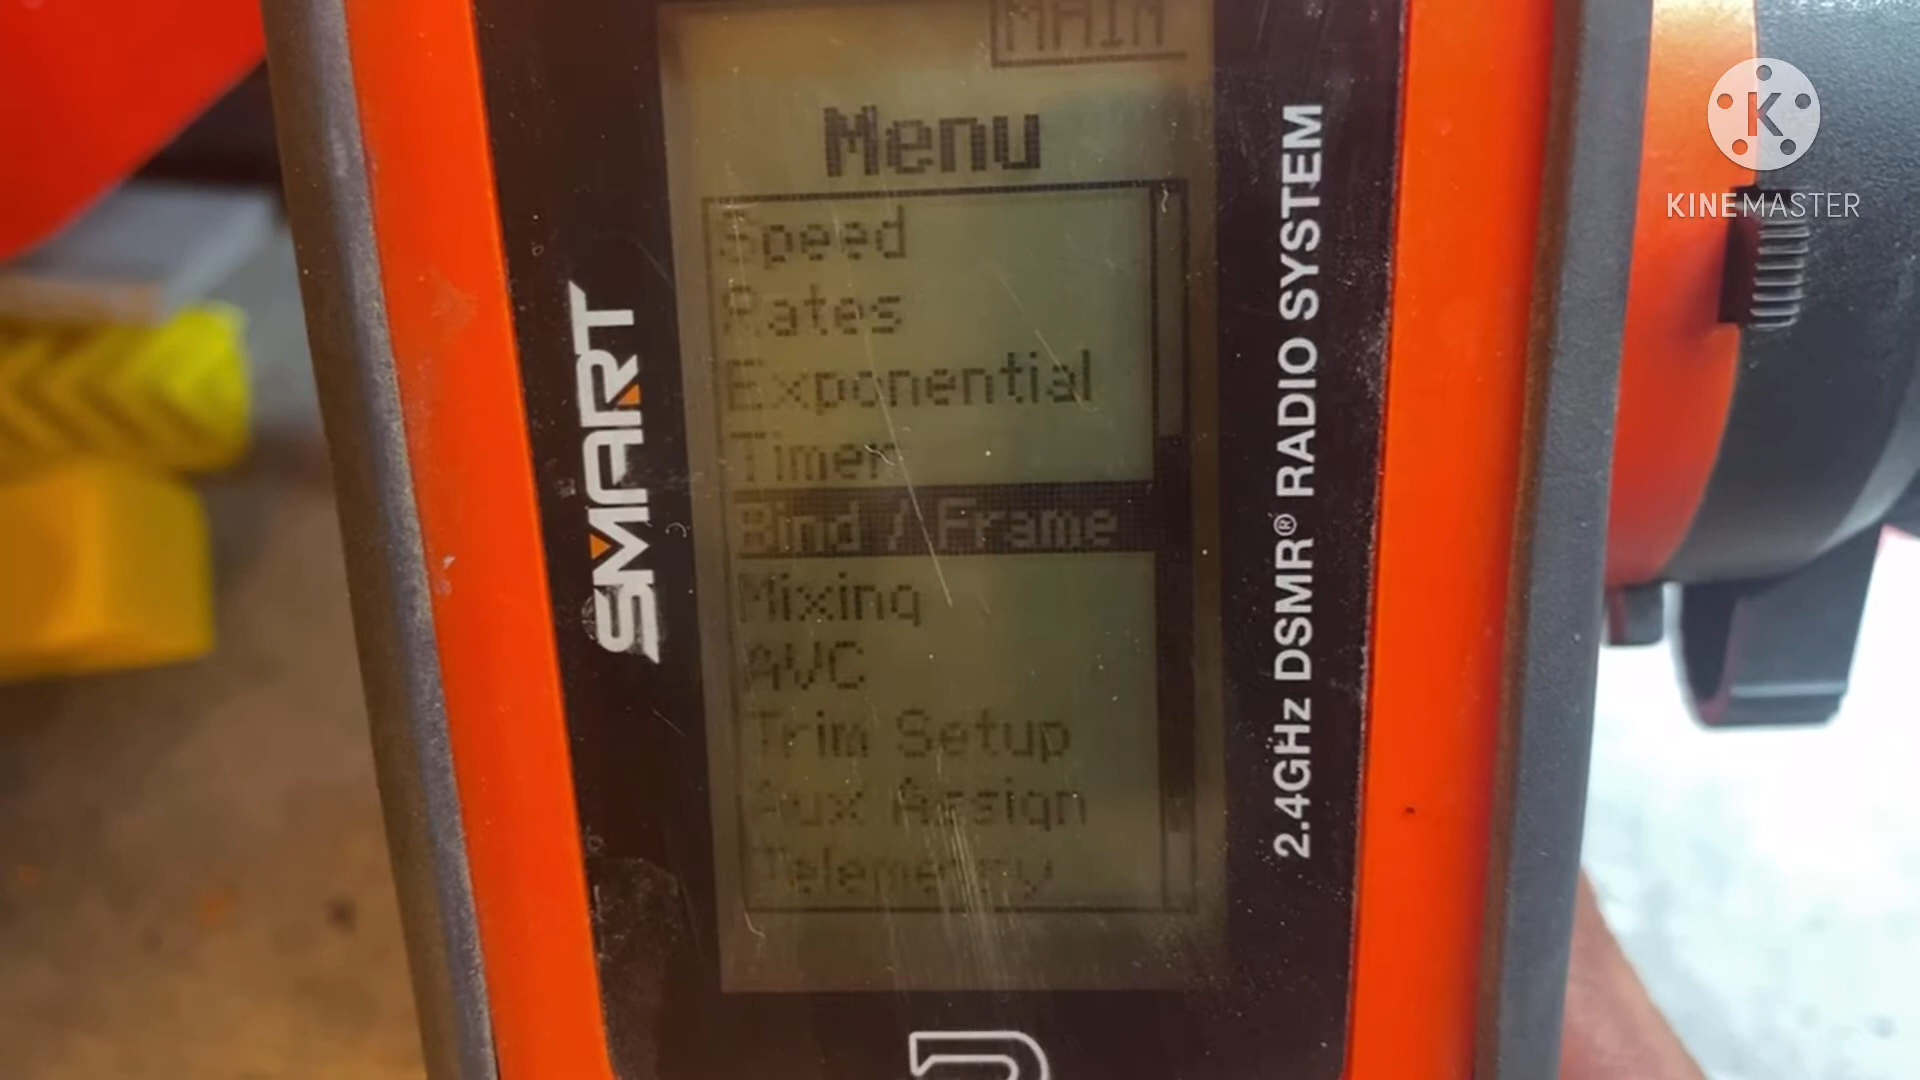 MAIN
Menu
Speed
Rates
Exponential
Timer
Bind / Frame
Mixing
AVC
Trim Setup
Aux Assign
Telemetry
SMART
2.4GHz DSMR® RADIO SYSTEM
K
KINEMASTER